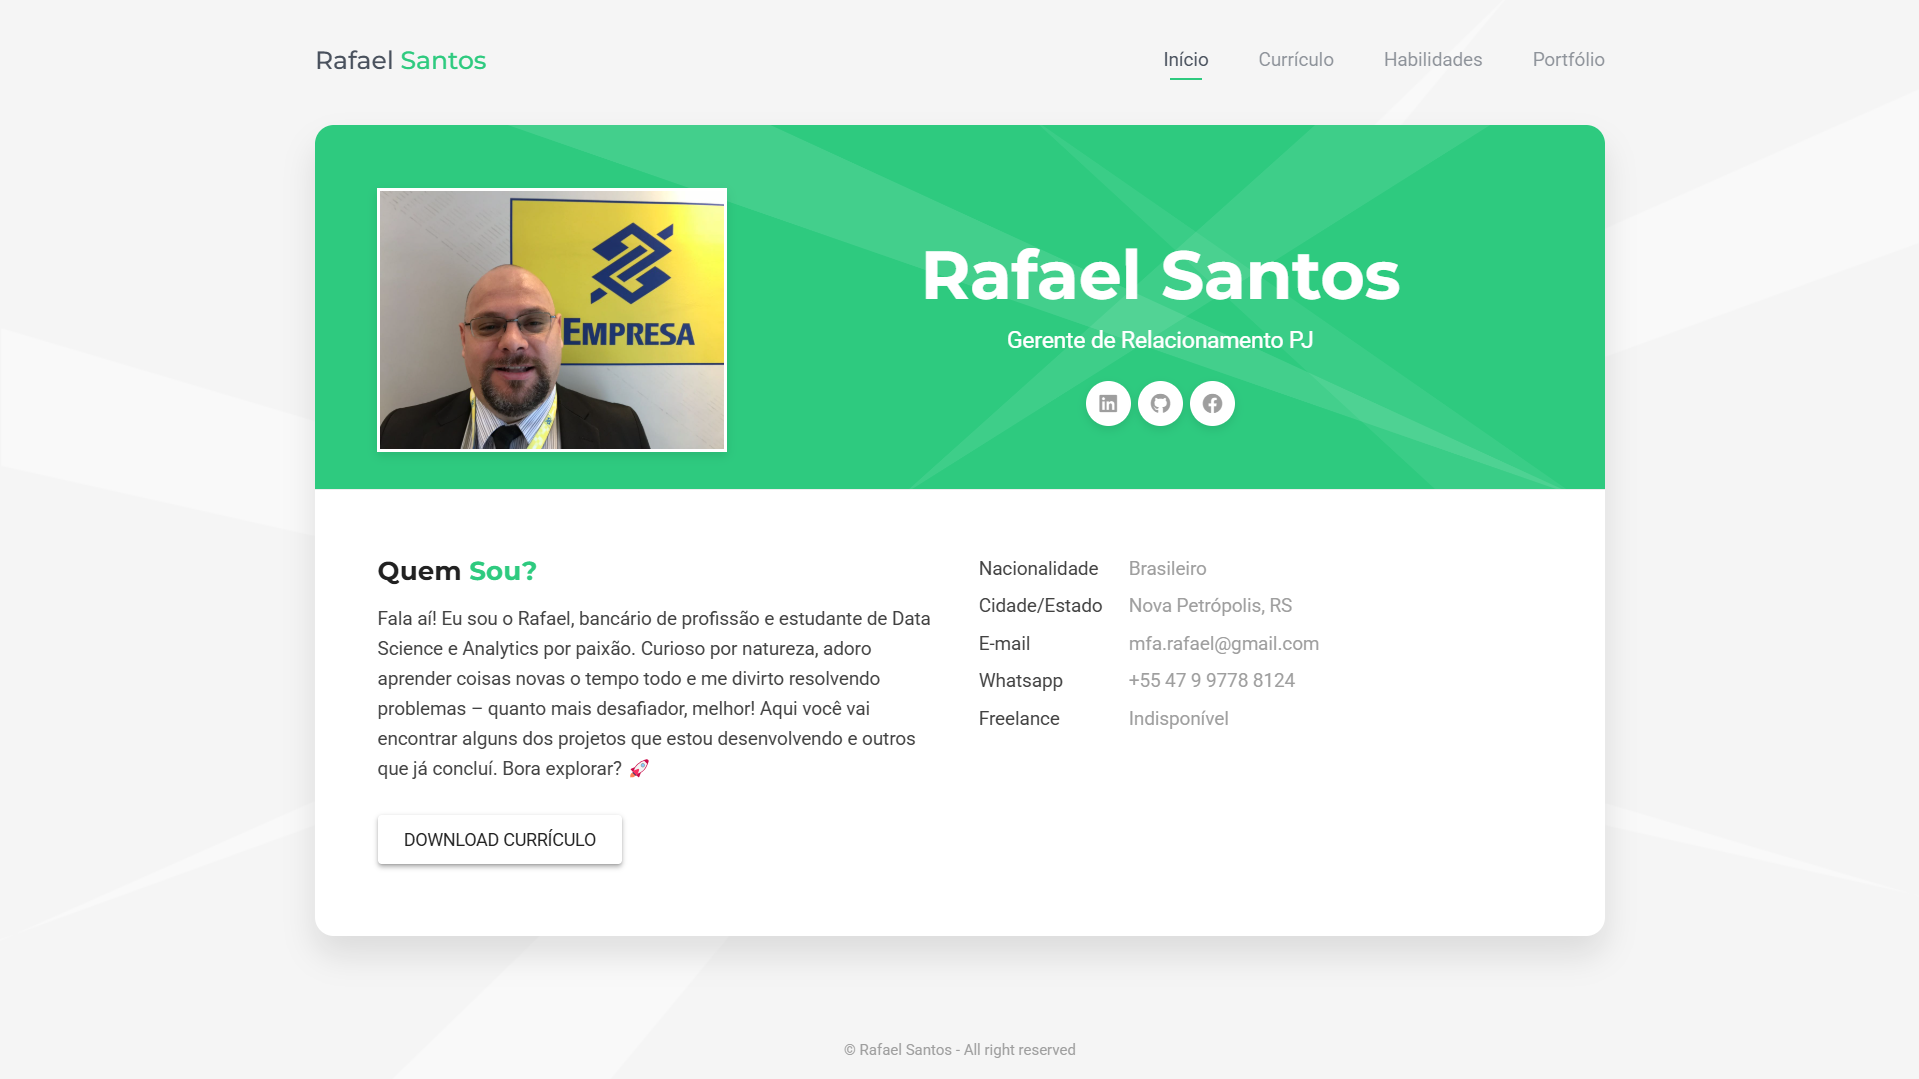 Rafael Santos
Início
Currículo
Habilidades
Portfólio
EMPRESA
Rafael Santos
Gerente de Relacionamento PJ
Quem Sou?
Fala aí! Eu sou o Rafael, bancário de profissão e estudante de Data
Science e Analytics por paixão. Curioso por natureza, adoro
aprender coisas novas o tempo todo e me divirto resolvendo
problemas – quanto mais desafiador, melhor! Aqui você vai
encontrar alguns dos projetos que estou desenvolvendo e outros
que já concluí. Bora explorar? 🚀
DOWNLOAD CURRÍCULO
Nacionalidade Brasileiro
Cidade/Estado Nova Petrópolis, RS
E-mail mfa.rafael@gmail.com
Whatsapp +55 47 9 9778 8124
Freelance Indisponível
© Rafael Santos - All right reserved